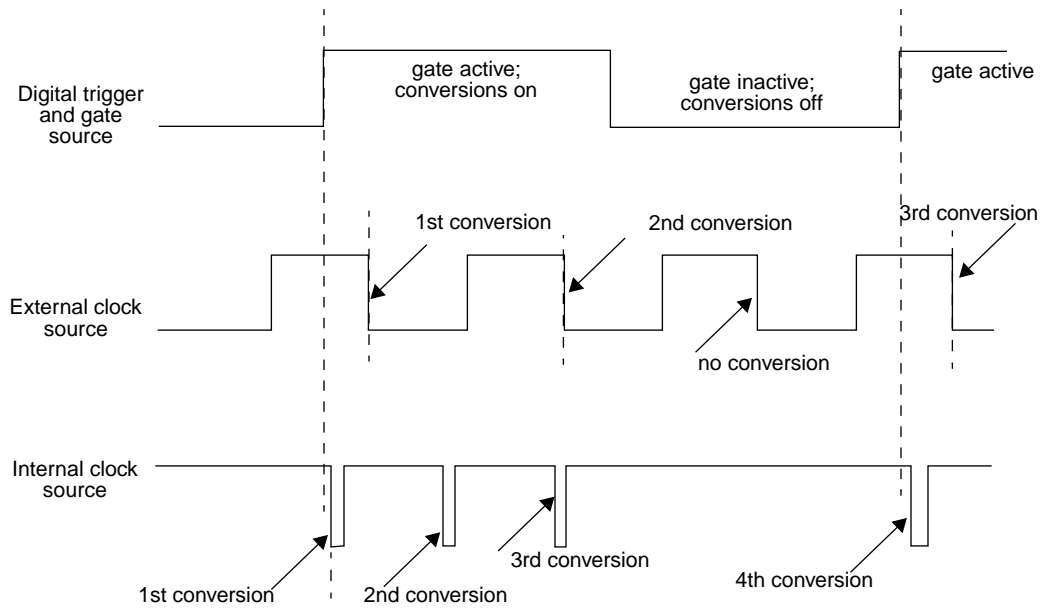 Digital trigger
and gate
source
gate active;
conversions on
gate inactive;
conversions off
gate active
External clock
source
1st conversion
2nd conversion
no conversion
3rd conversion
Internal clock
source
1st conversion
2nd conversion
3rd conversion
4th conversion